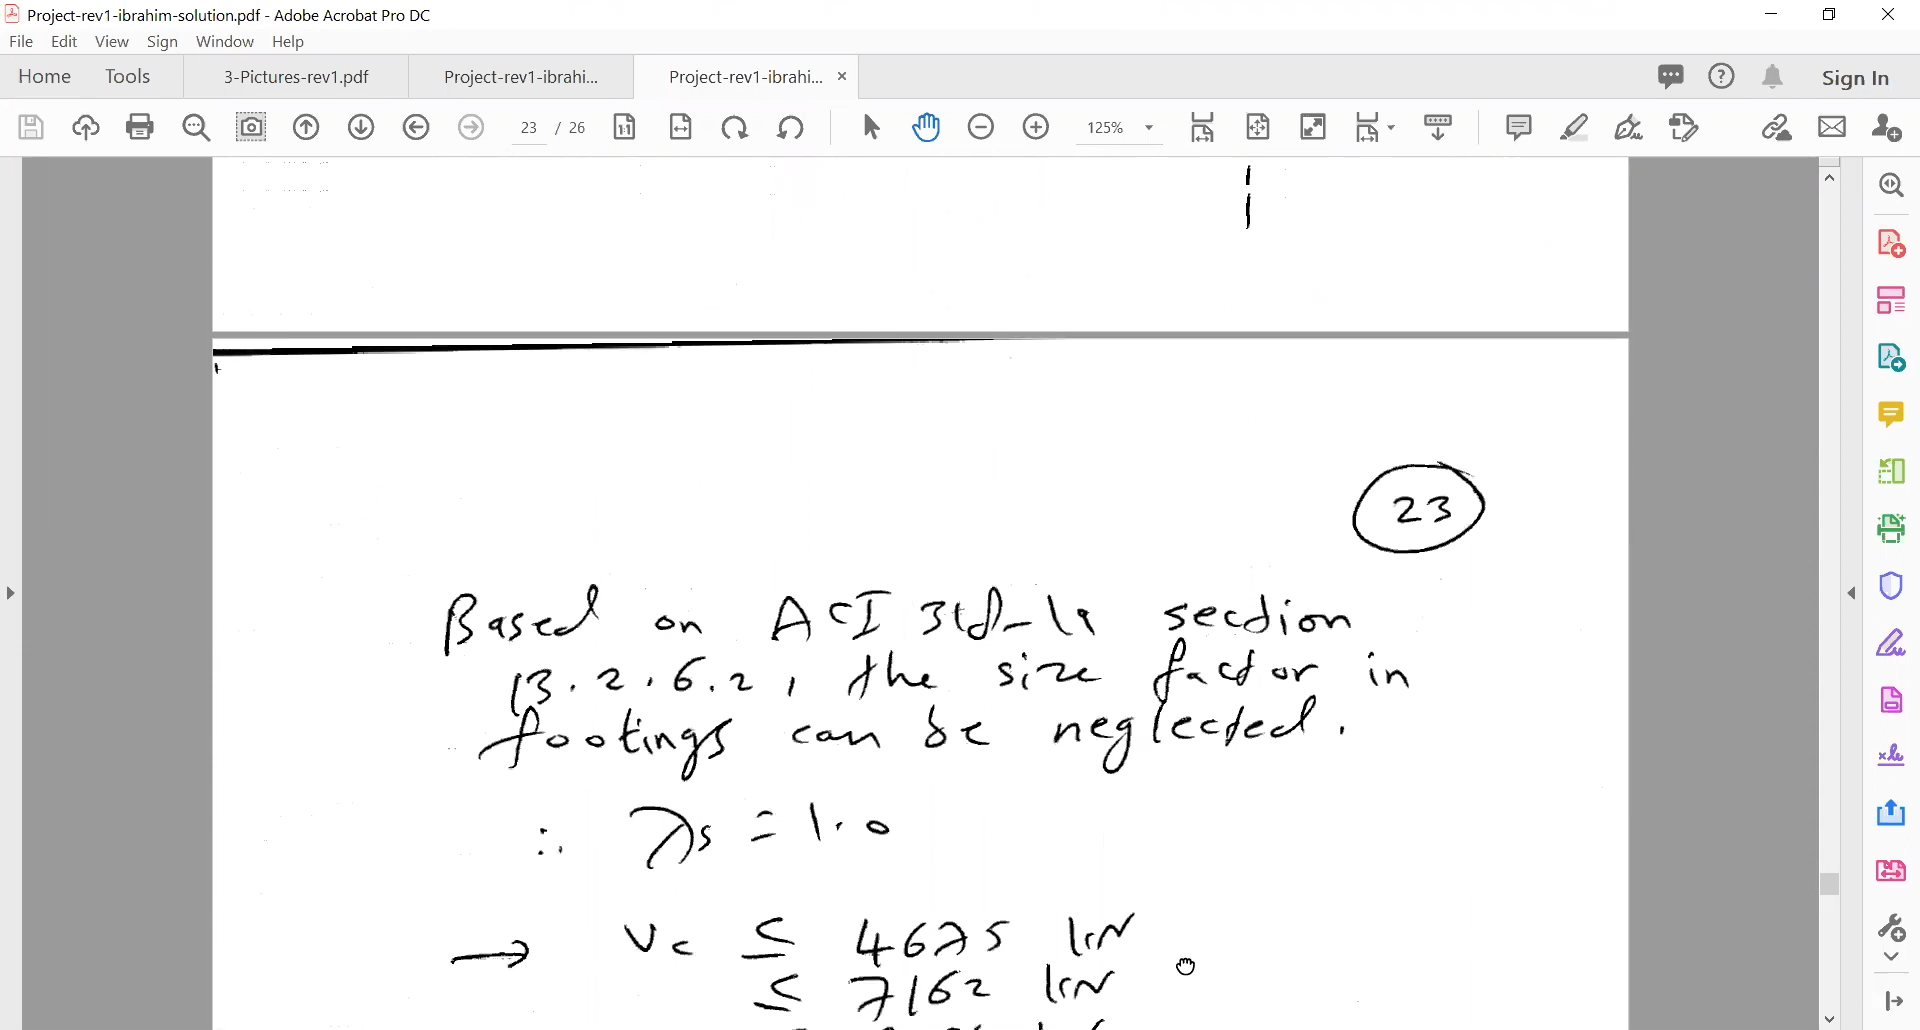 Project-rev1-ibrahim-solution.pdf - Adobe Acrobat Pro DC
File Edit View Sign Window Help
Home Tools 3-Pictures-rev1.pdf Project-rev1-ibrahi... Project-rev1-ibrahi... × Sign In
23 / 26 125%
23
Based on ACI 318-19 section
13.2.6.2, the size factor in
footings can be neglected.
∴ λs = 1.0
→ Vc ≤ 4675 kN
≤ 7162 kN